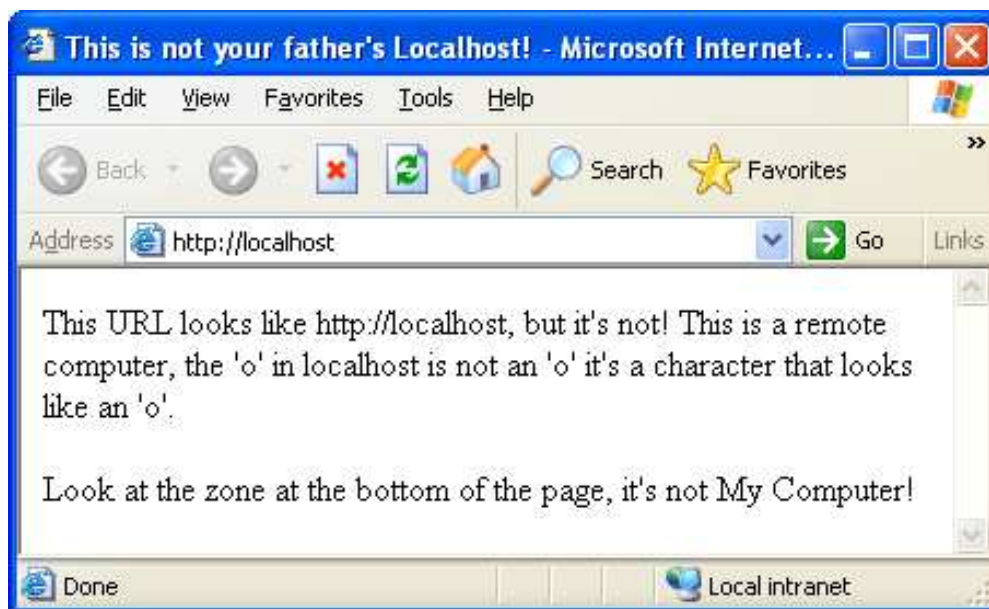 This is not your father's Localhost! - Microsoft Internet...
File Edit View Favorites Tools Help
Back Search Favorites »
Address http://localhost Go Links
This URL looks like http://localhost, but it's not! This is a remote
computer, the 'o' in localhost is not an 'o' it's a character that looks
like an 'o'.
Look at the zone at the bottom of the page, it's not My Computer!
Done Local intranet